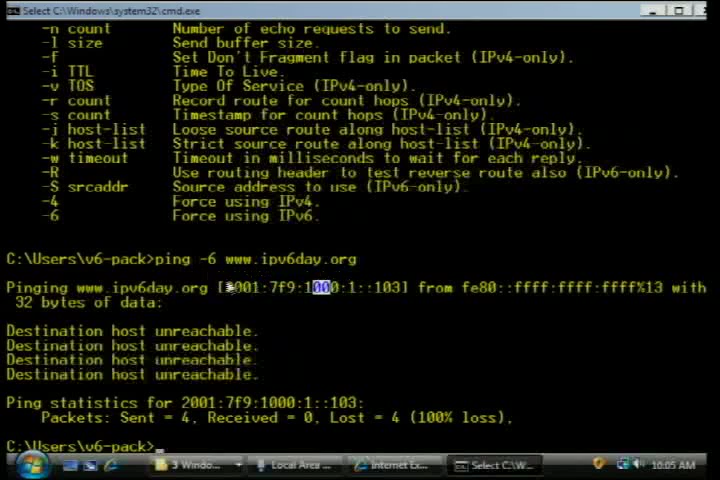 Select C:\Windows\system32\cmd.exe
-n count Number of echo requests to send.
-l size Send buffer size.
-f Set Don't Fragment flag in packet (IPv4-only).
-i TTL Time To Live.
-v TOS Type Of Service (IPv4-only).
-r count Record route for count hops (IPv4-only).
-s count Timestamp for count hops (IPv4-only).
-j host-list Loose source route along host-list (IPv4-only).
-k host-list Strict source route along host-list (IPv4-only).
-w timeout Timeout in milliseconds to wait for each reply.
-R Use routing header to test reverse route also (IPv6-only).
-S srcaddr Source address to use (IPv6-only).
-4 Force using IPv4.
-6 Force using IPv6.
C:\Users\v6-pack>ping -6 www.ipv6day.org
Pinging www.ipv6day.org [2001:7f9:1000:1::103] from fe80::ffff:ffff:ffff%13 with
32 bytes of data:
Destination host unreachable.
Destination host unreachable.
Destination host unreachable.
Destination host unreachable.
Ping statistics for 2001:7f9:1000:1::103:
Packets: Sent = 4, Received = 0, Lost = 4 (100% loss),
C:\Users\v6-pack>_
3 Windo... Local Area ... Internet Ex... Select C:\W... 10:05 AM